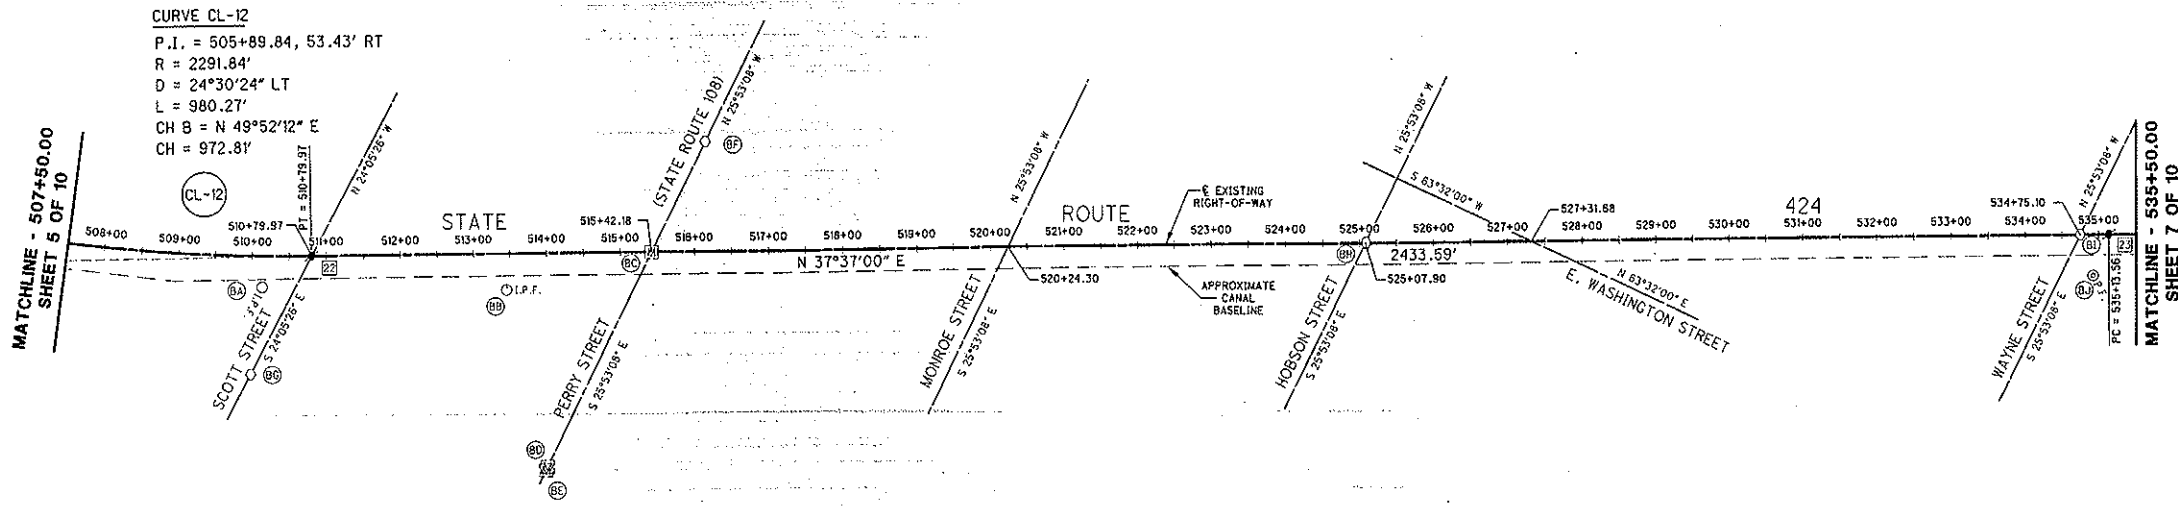 CURVE CL-12
P.I. = 505+89.84, 53.43' RT
R = 2291.84'
D = 24°30'24" LT
L = 980.27'
CH B = N 49°52'12" E
CH = 972.81'
MATCHLINE - 507+50.00
SHEET 5 OF 10
CL-12
PT = 510+79.97
N 24°05'26" W
510+79.97
STATE
515+42.18
(STATE ROUTE 108)
N 25°53'08" W
BF
N 25°53'08" W
ROUTE
℄ EXISTING
RIGHT-OF-WAY
N 25°53'08" W
S 63°32'00" W
527+31.68
424
534+75.10
N 25°53'08" W
MATCHLINE - 535+50.00
SHEET 7 OF 10
508+00
509+00
510+00
511+00
512+00
513+00
514+00
515+00
516+00
517+00
518+00
519+00
520+00
521+00
522+00
523+00
524+00
525+00
526+00
527+00
528+00
529+00
530+00
531+00
532+00
533+00
534+00
535+00
22
BC
21
N 37°37'00" E
BH
2433.59'
BI
23
BA
I.P.F.
I.P.F.
BB
520+24.30
APPROXIMATE
CANAL
BASELINE
525+07.90
N 63°32'00" E
E. WASHINGTON STREET
BJ
PC = 535+13.56
SCOTT STREET
S 24°05'26" E
BG
PERRY STREET
S 25°53'08" E
MONROE STREET
S 25°53'08" E
HOBSON STREET
S 25°53'08" E
WAYNE STREET
S 25°53'08" E
BD
BE